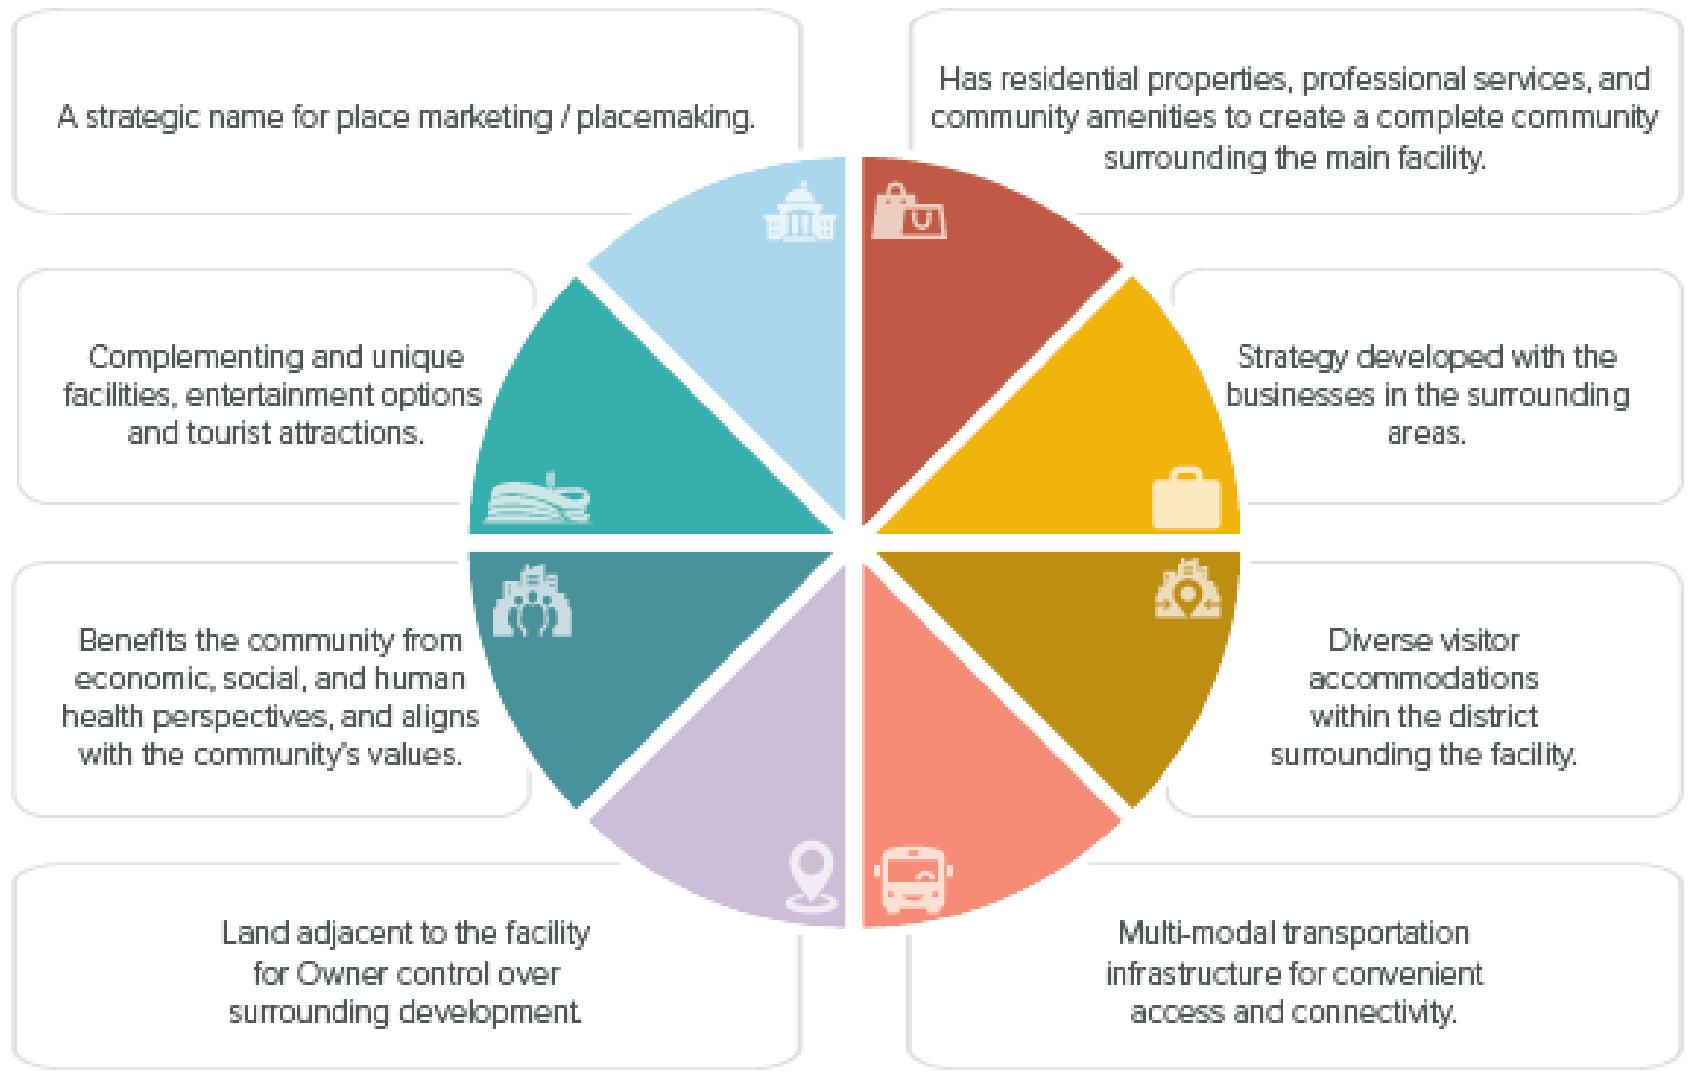 A strategic name for place marketing / placemaking.
Has residential properties, professional services, and
community amenities to create a complete community
surrounding the main facility.
Complementing and unique
facilities, entertainment options
and tourist attractions.
Strategy developed with the
businesses in the surrounding
areas.
Benefits the community from
economic, social, and human
health perspectives, and aligns
with the community's values.
Diverse visitor
accommodations
within the district
surrounding the facility.
Land adjacent to the facility
for Owner control over
surrounding development.
Multi-modal transportation
infrastructure for convenient
access and connectivity.